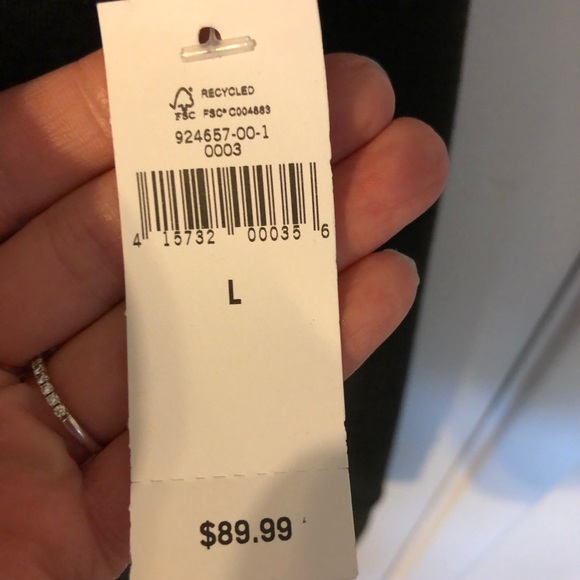 RECYCLED
FSC FSC® C004883
924657-00-1
0003
4 15732 00035 6
L
$89.99